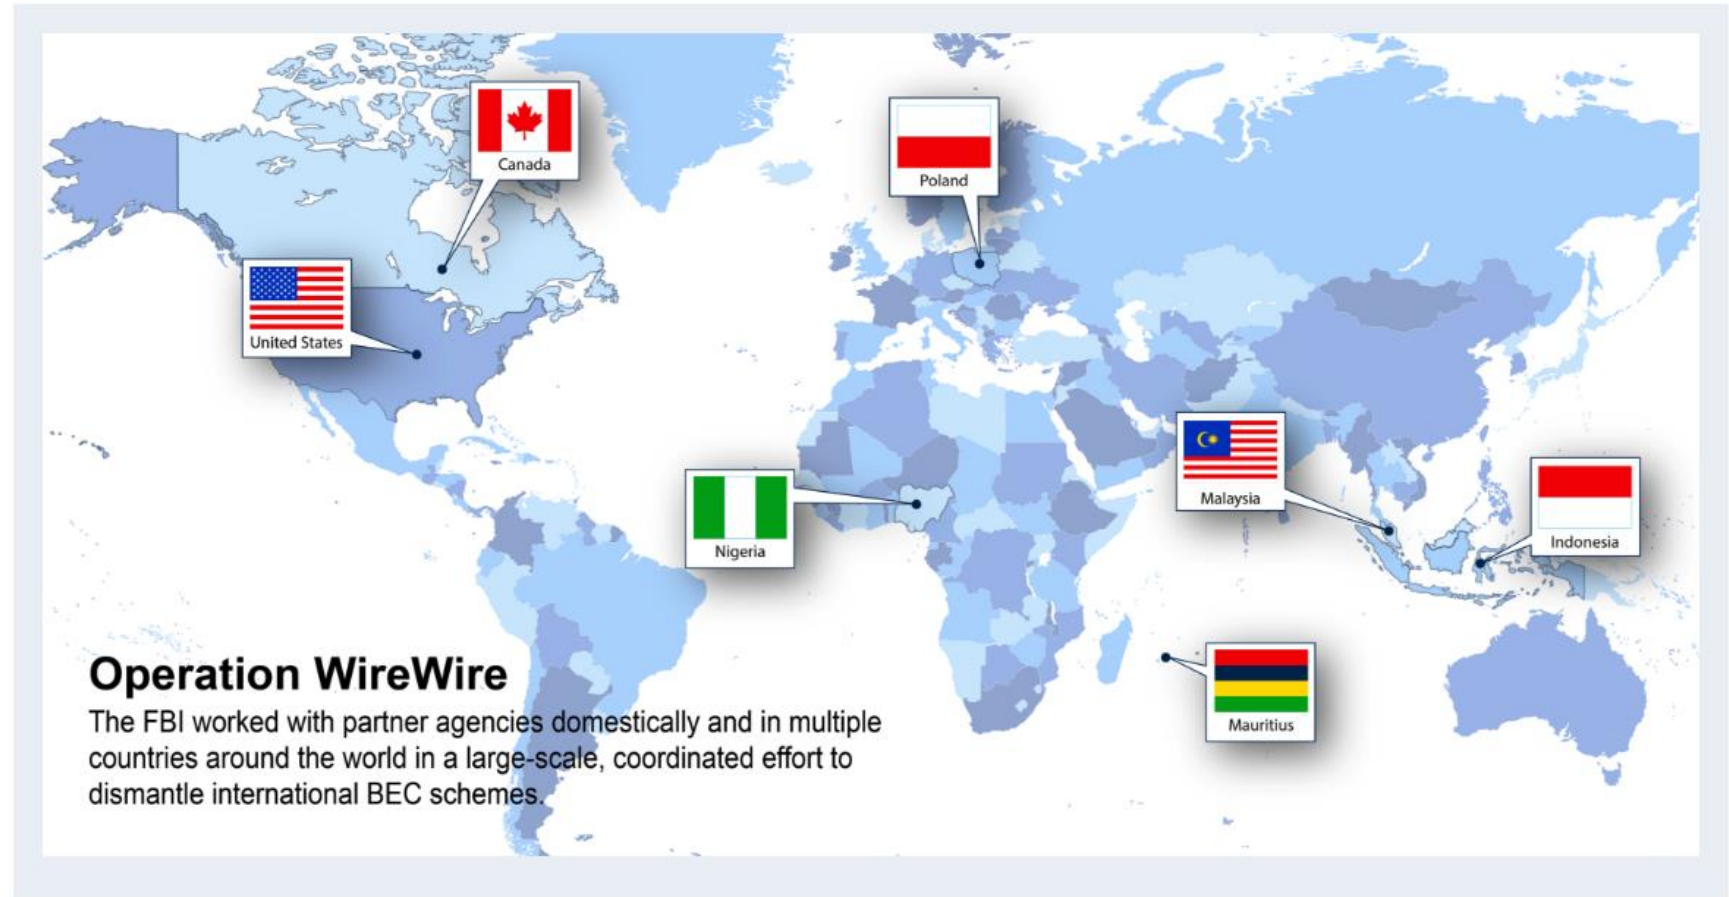 Canada
Poland
United States
Malaysia
Indonesia
Nigeria
Mauritius
Operation WireWire
The FBI worked with partner agencies domestically and in multiple
countries around the world in a large-scale, coordinated effort to
dismantle international BEC schemes.